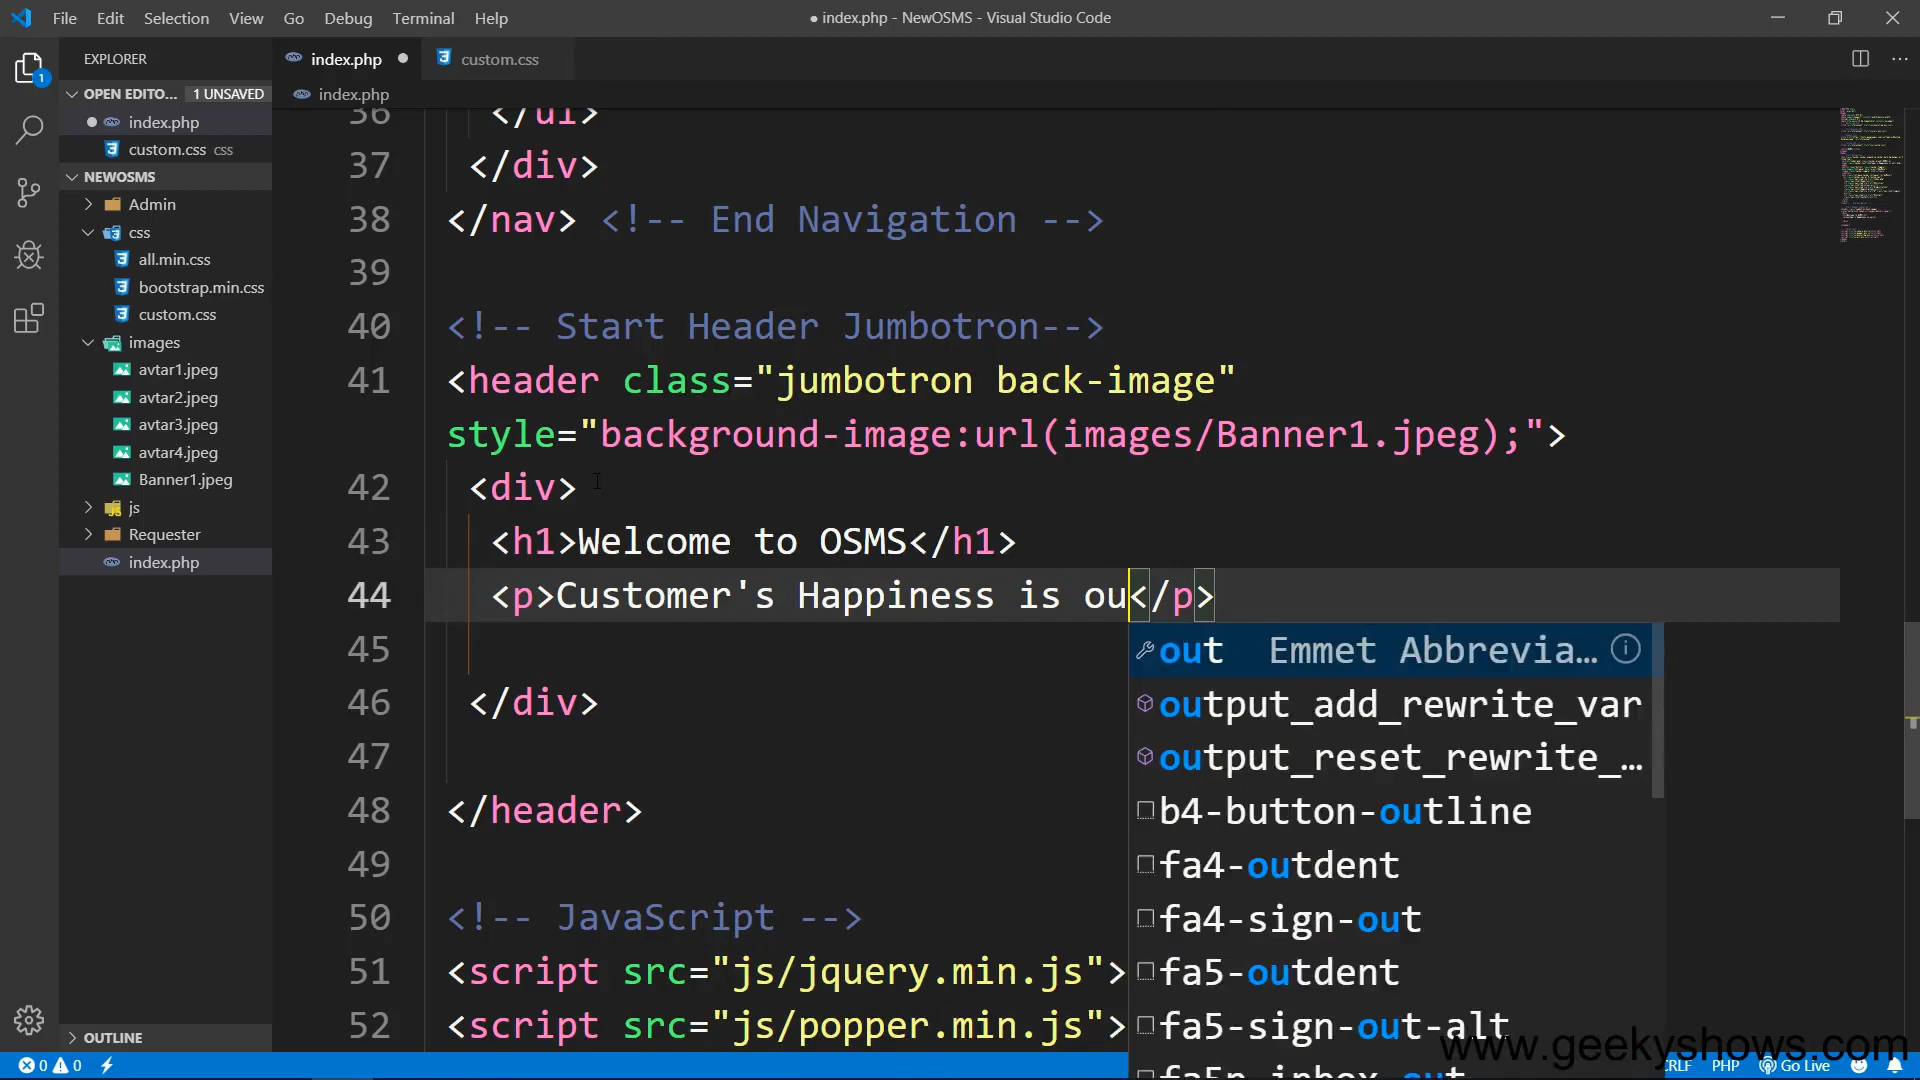 File Edit Selection View Go Debug Terminal Help
● index.php - NewOSMS - Visual Studio Code
EXPLORER
index.php
custom.css
OPEN EDITO... 1 UNSAVED
index.php
index.php
custom.css css
NEWOSMS
Admin
css
all.min.css
bootstrap.min.css
custom.css
images
avtar1.jpeg
avtar2.jpeg
avtar3.jpeg
avtar4.jpeg
Banner1.jpeg
js
Requester
index.php
OUTLINE
36 </ul>
37 </div>
38 </nav> <!-- End Navigation -->
39
40 <!-- Start Header Jumbotron-->
41 <header class="jumbotron back-image"
style="background-image:url(images/Banner1.jpeg);">
42 <div>
43 <h1>Welcome to OSMS</h1>
44 <p>Customer's Happiness is ou</p>
45
46 </div>
47
48 </header>
49
50 <!-- JavaScript -->
51 <script src="js/jquery.min.js">
52 <script src="js/popper.min.js">
out Emmet Abbrevia...
output_add_rewrite_var
output_reset_rewrite_...
b4-button-outline
fa4-outdent
fa4-sign-out
fa5-outdent
fa5-sign-out-alt
www.geekyshows.com
0 0
CRLF PHP Go Live
1